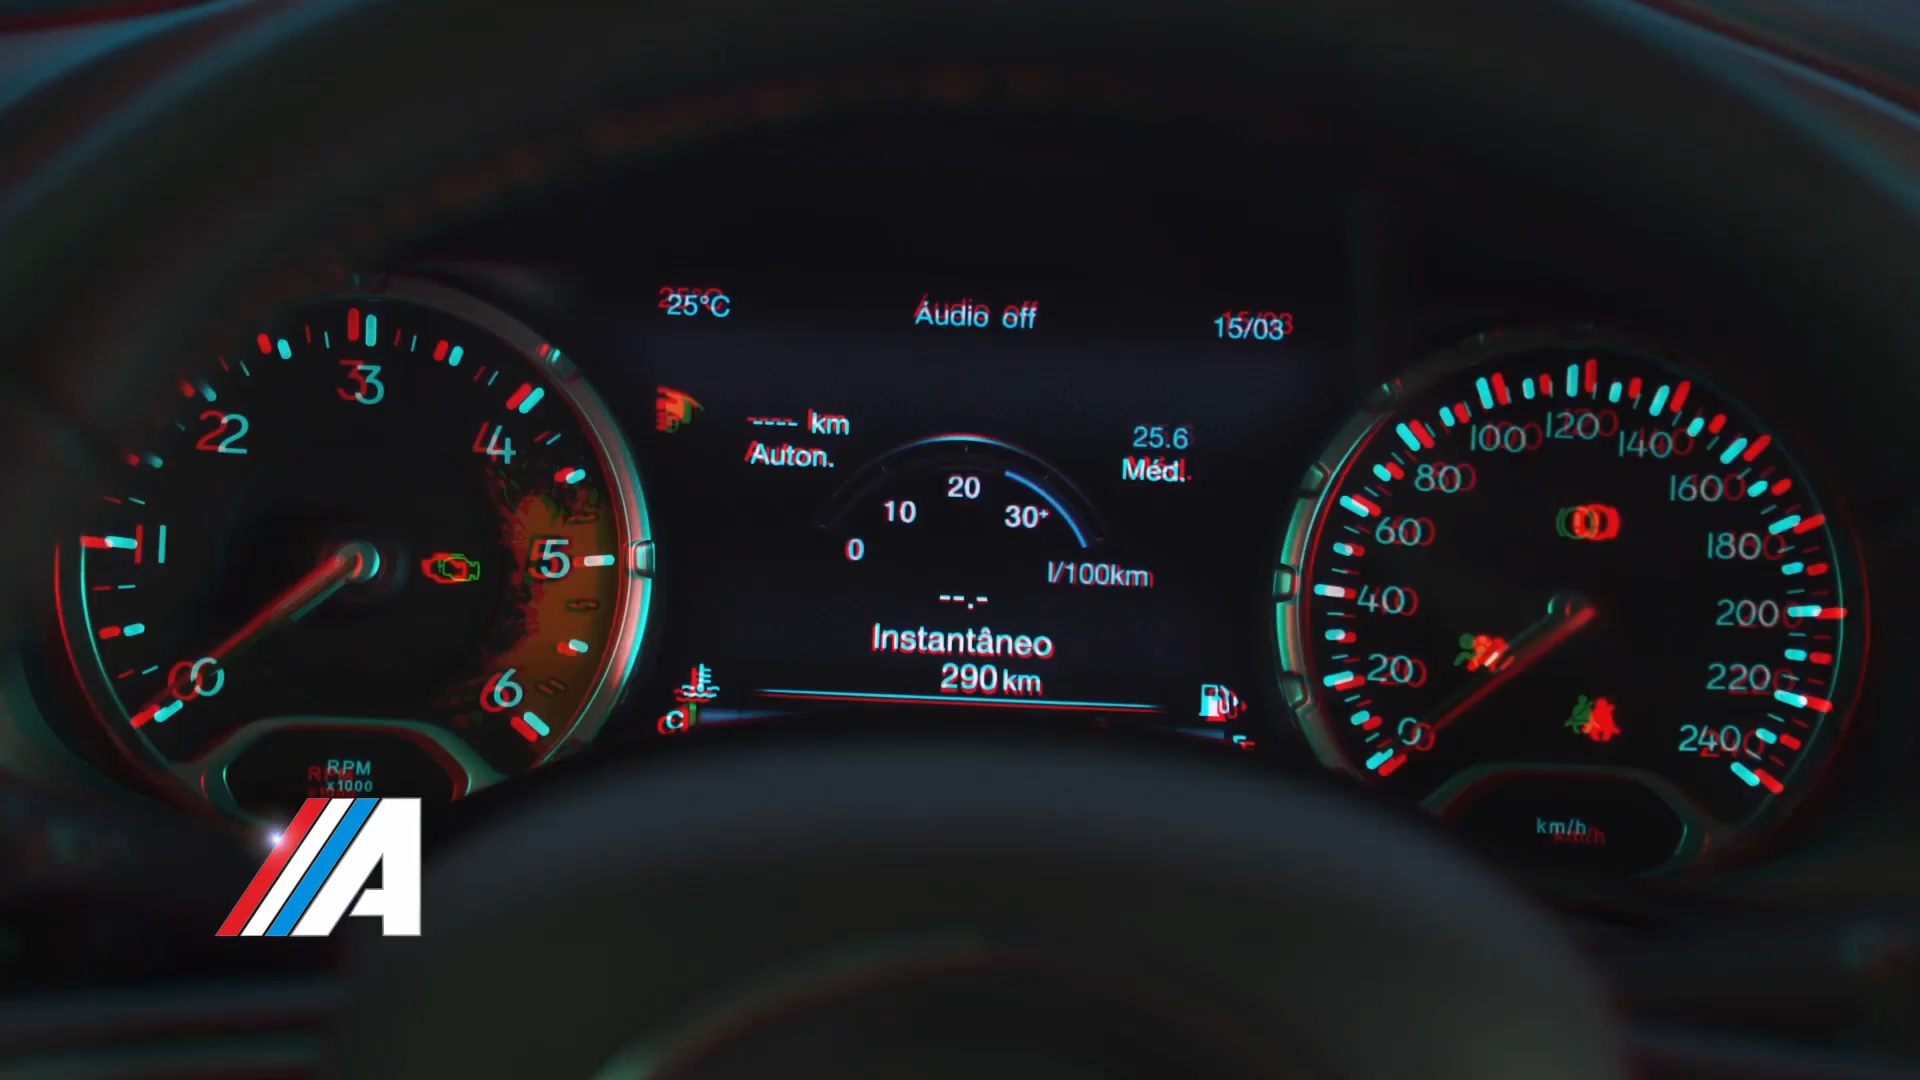 25°C
Áudio off
15/03
---- km
Auton.
25.6
Méd.
0
10
20
30+
l/100km
--.-
Instantâneo
290 km
C
0
1
2
3
4
5
6
RPM
x1000
0
20
40
60
80
100
120
140
160
180
200
220
240
km/h
A